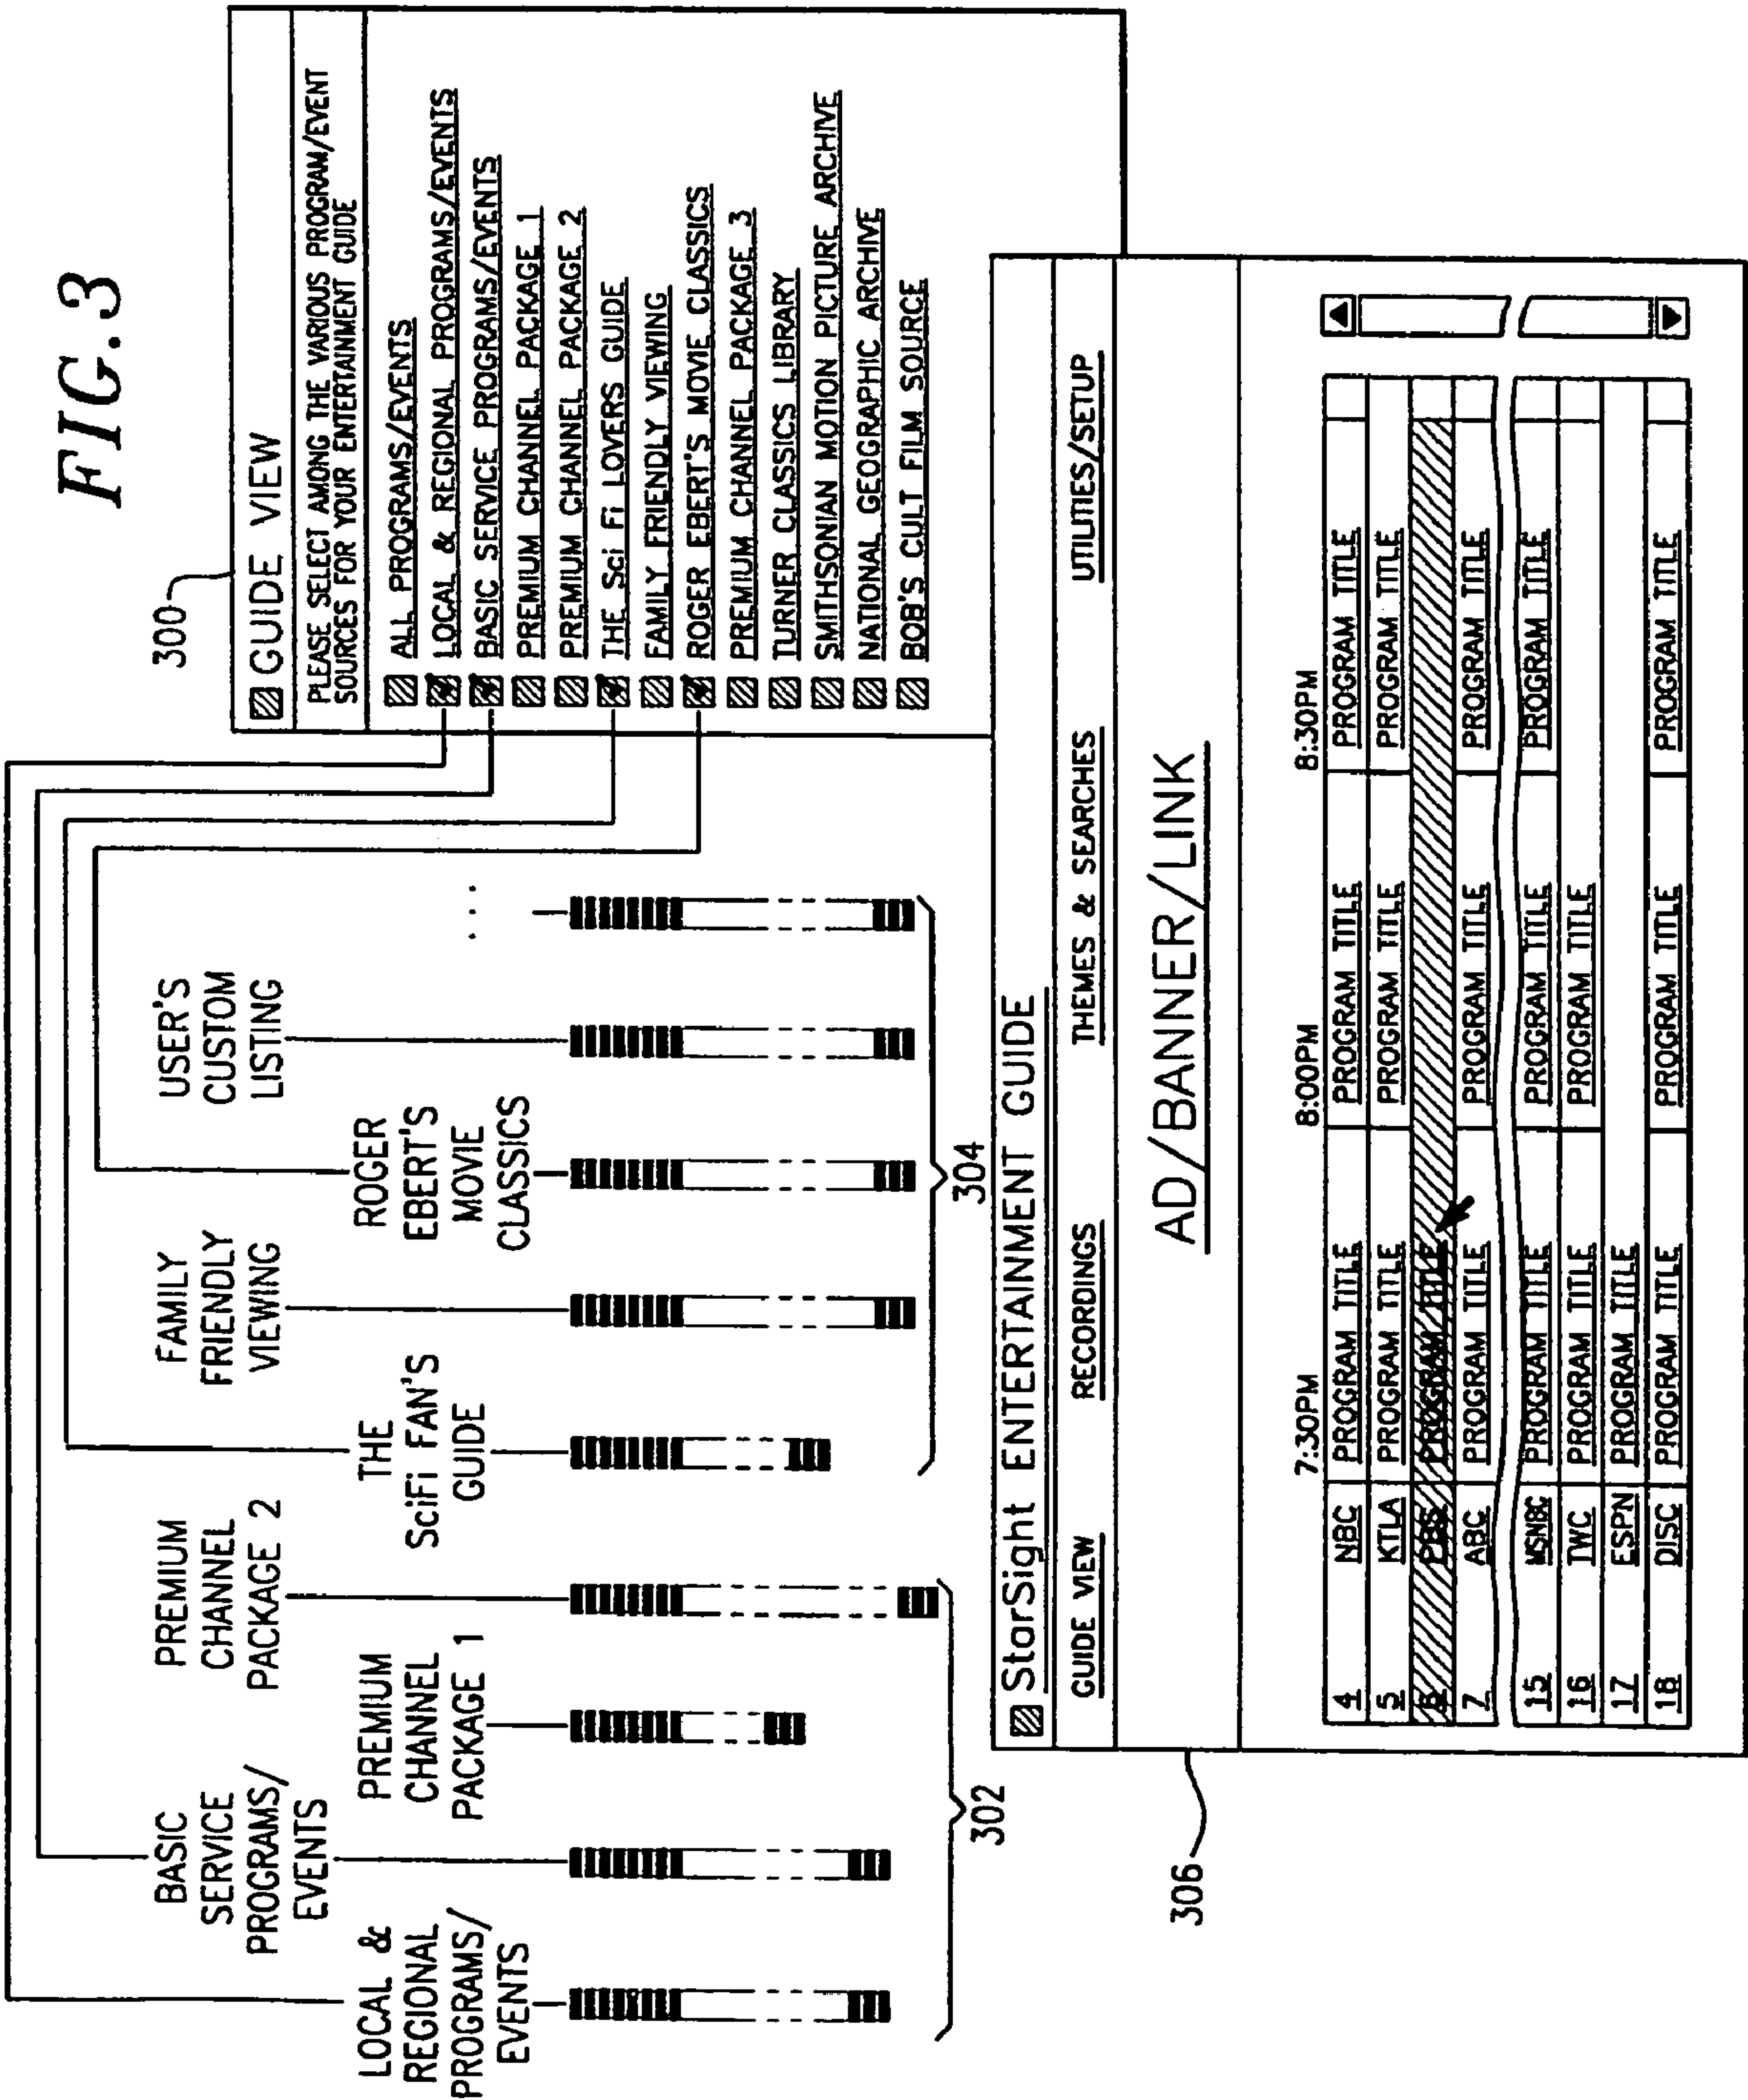 FIG.3
300
GUIDE VIEW
PLEASE SELECT AMONG THE VARIOUS PROGRAM/EVENT
SOURCES FOR YOUR ENTERTAINMENT GUIDE
ALL PROGRAMS/EVENTS
LOCAL & REGIONAL PROGRAMS/EVENTS
BASIC SERVICE PROGRAMS/EVENTS
PREMIUM CHANNEL PACKAGE 1
PREMIUM CHANNEL PACKAGE 2
THE Sci Fi LOVERS GUIDE
FAMILY FRIENDLY VIEWING
ROGER EBERT'S MOVIE CLASSICS
PREMIUM CHANNEL PACKAGE 3
TURNER CLASSICS LIBRARY
SMITHSONIAN MOTION PICTURE ARCHIVE
NATIONAL GEOGRAPHIC ARCHIVE
BOB'S CULT FILM SOURCE
LOCAL &
REGIONAL
PROGRAMS/
EVENTS
BASIC
SERVICE
PROGRAMS/
EVENTS
PREMIUM
CHANNEL
PACKAGE 1
PREMIUM
CHANNEL
PACKAGE 2
THE
SciFi FAN'S
GUIDE
FAMILY
FRIENDLY
VIEWING
ROGER
EBERT'S
MOVIE
CLASSICS
USER'S
CUSTOM
LISTING
...
302
304
306
StarSight ENTERTAINMENT GUIDE
GUIDE VIEW RECORDINGS THEMES & SEARCHES UTILITIES/SETUP
AD/BANNER/LINK
7:30PM 8:00PM 8:30PM
4 NBC PROGRAM TITLE PROGRAM TITLE PROGRAM TITLE
5 KTLA PROGRAM TITLE PROGRAM TITLE PROGRAM TITLE
6 PBS PROGRAM TITLE
7 ABC PROGRAM TITLE PROGRAM TITLE PROGRAM TITLE
15 MSNBC PROGRAM TITLE PROGRAM TITLE PROGRAM TITLE
16 TWC PROGRAM TITLE PROGRAM TITLE
17 ESPN PROGRAM TITLE
18 DISC PROGRAM TITLE PROGRAM TITLE PROGRAM TITLE